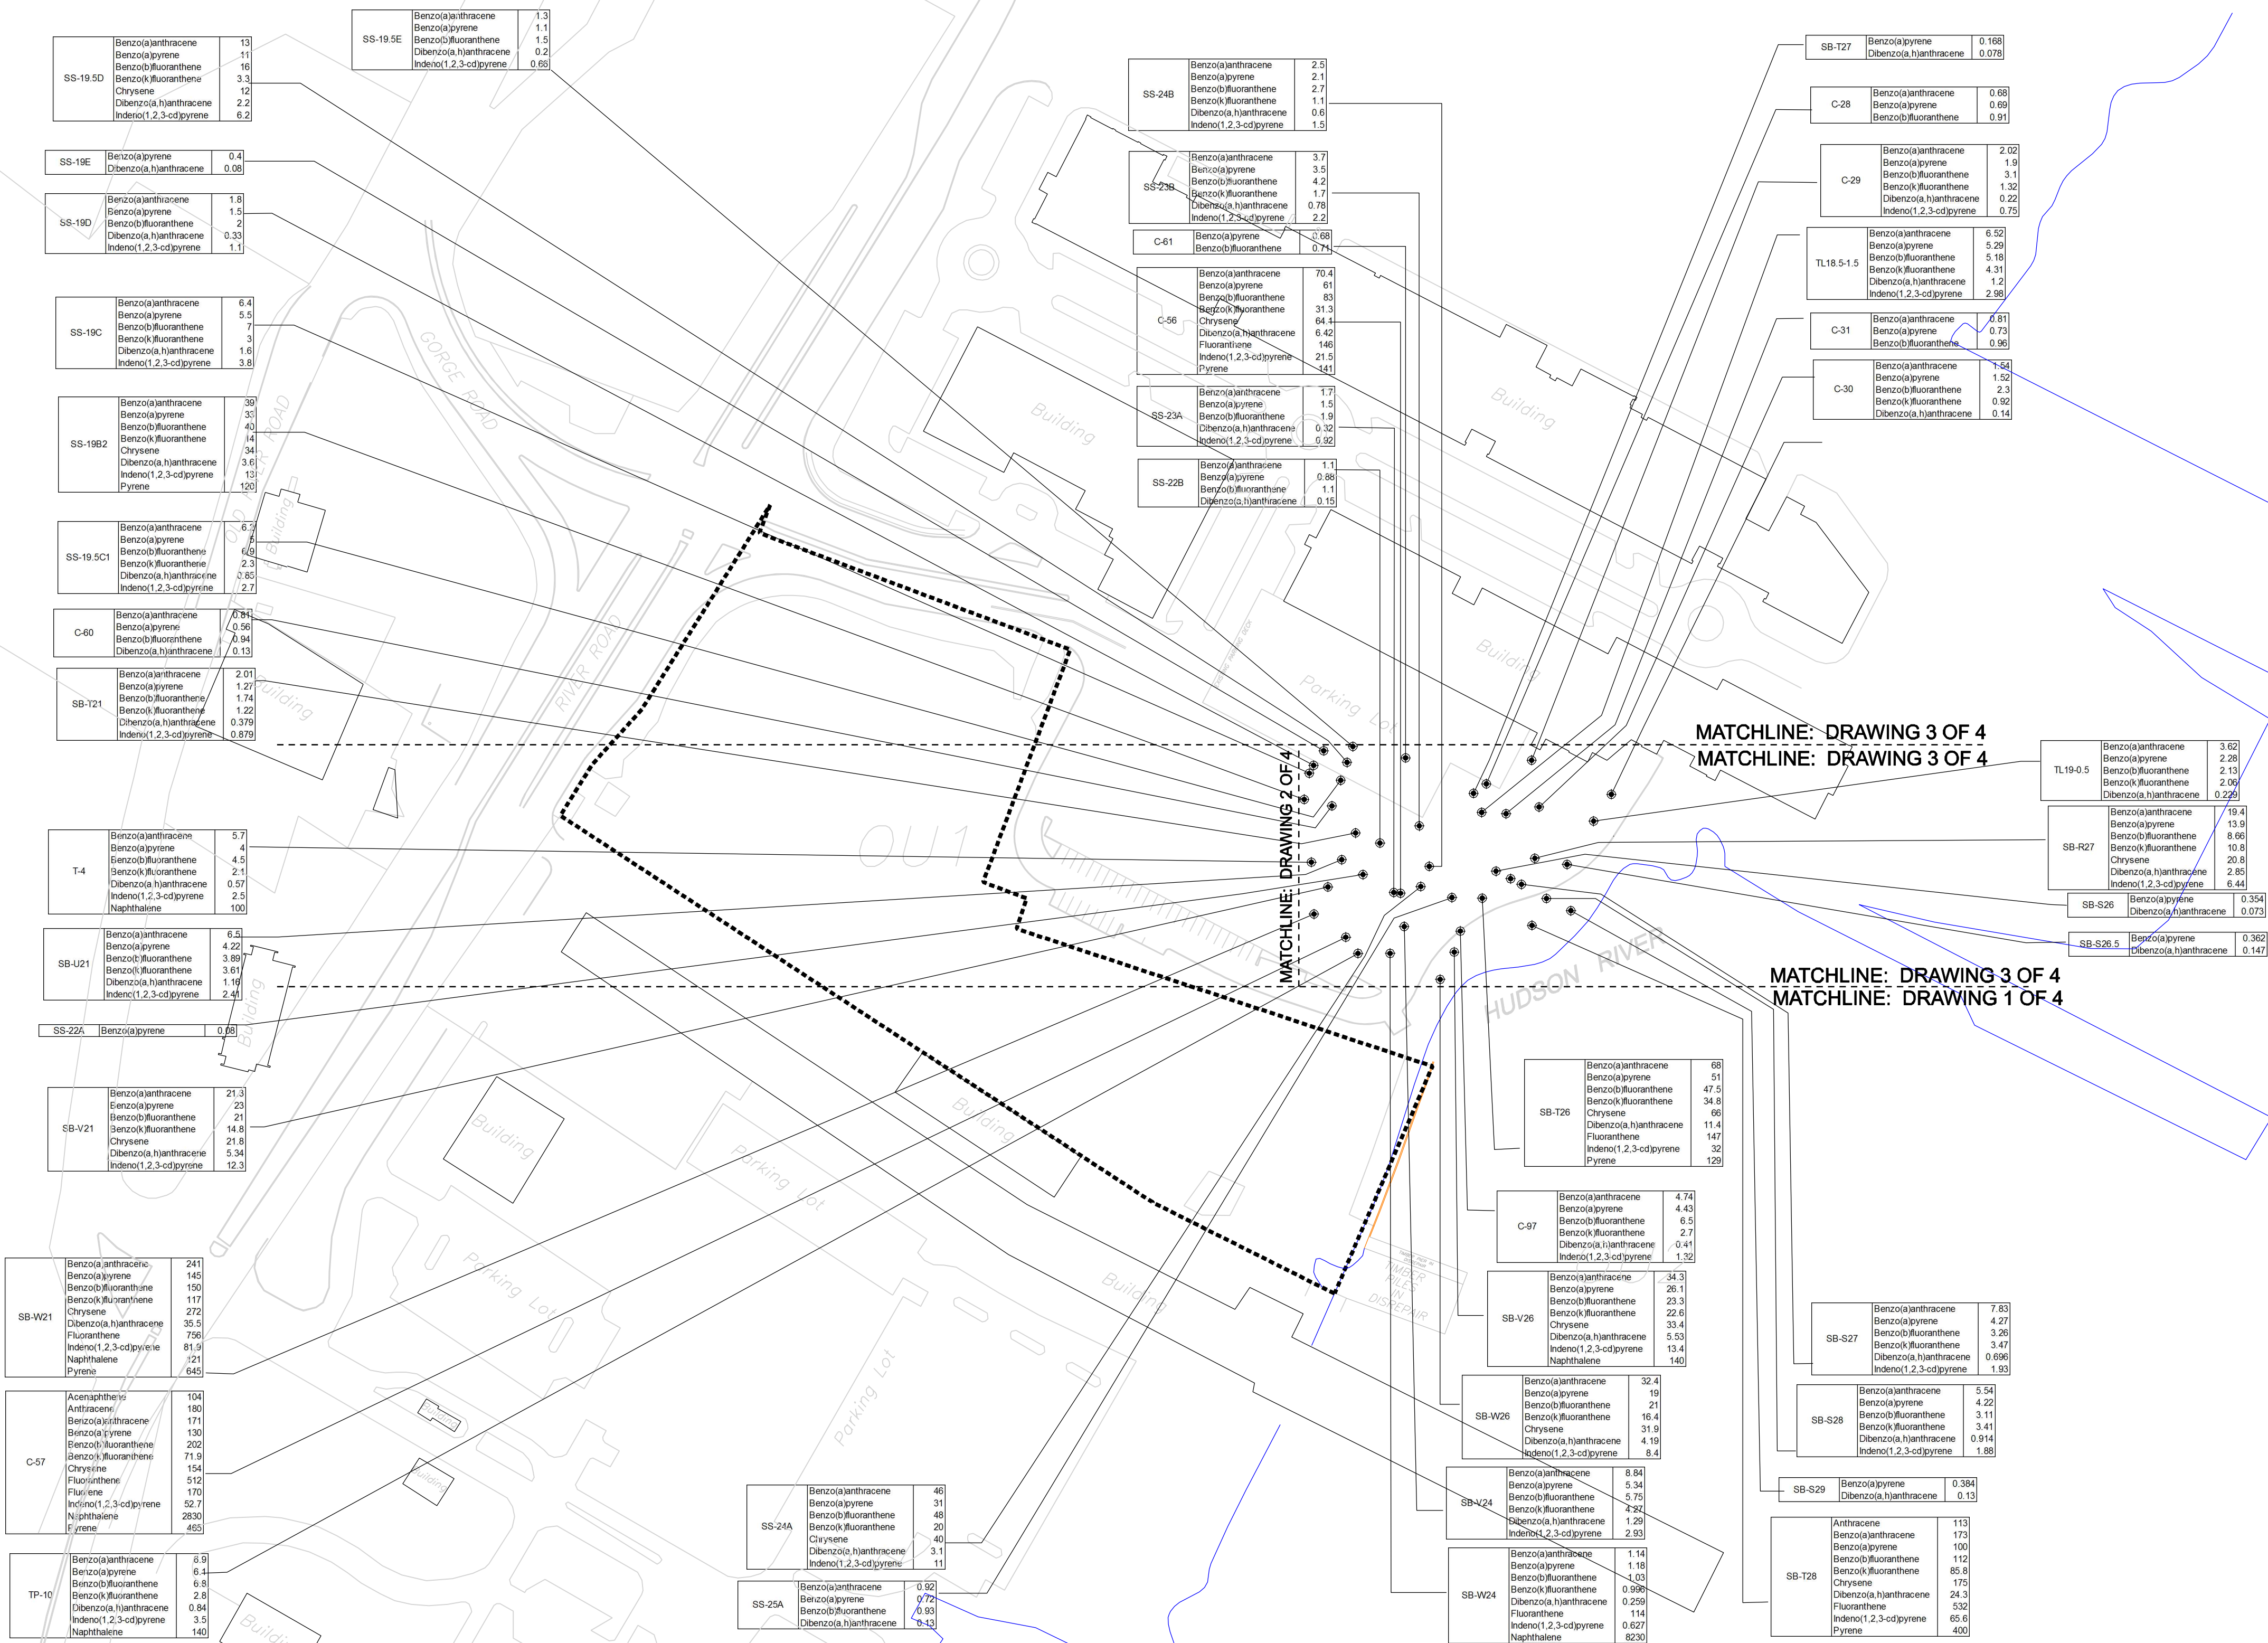 SS-19.5E
Benzo(a)anthracene 1.3
Benzo(a)pyrene 1.1
Benzo(b)fluoranthene 1.5
Dibenzo(a,h)anthracene 0.2
Indeno(1,2,3-cd)pyrene 0.66
SS-19.5D
Benzo(a)anthracene 13
Benzo(a)pyrene 11
Benzo(b)fluoranthene 16
Benzo(k)fluoranthene 3.3
Chrysene 12
Dibenzo(a,h)anthracene 2.2
Indeno(1,2,3-cd)pyrene 6.2
SS-19E
Benzo(a)pyrene 0.4
Dibenzo(a,h)anthracene 0.08
SS-19D
Benzo(a)anthracene 1.8
Benzo(a)pyrene 1.5
Benzo(b)fluoranthene 2
Dibenzo(a,h)anthracene 0.33
Indeno(1,2,3-cd)pyrene 1.1
SS-19C
Benzo(a)anthracene 6.4
Benzo(a)pyrene 5.5
Benzo(b)fluoranthene 7
Benzo(k)fluoranthene 3
Dibenzo(a,h)anthracene 1.6
Indeno(1,2,3-cd)pyrene 3.8
SS-19B2
Benzo(a)anthracene 39
Benzo(a)pyrene 33
Benzo(b)fluoranthene 40
Benzo(k)fluoranthene 14
Chrysene 34
Dibenzo(a,h)anthracene 3.6
Indeno(1,2,3-cd)pyrene 13
Pyrene 120
SS-19.5C1
Benzo(a)anthracene
Benzo(a)pyrene 5
Benzo(b)fluoranthene 6.9
Benzo(k)fluoranthene 2.3
Dibenzo(a,h)anthracene 0.85
Indeno(1,2,3-cd)pyrene 2.7
C-60
Benzo(a)anthracene 0.81
Benzo(a)pyrene 0.56
Benzo(b)fluoranthene 0.94
Dibenzo(a,h)anthracene 0.13
SB-T21
Benzo(a)anthracene 2.01
Benzo(a)pyrene 1.27
Benzo(b)fluoranthene 1.74
Benzo(k)fluoranthene 1.22
Dibenzo(a,h)anthracene 0.379
Indeno(1,2,3-cd)pyrene 0.879
T-4
Benzo(a)anthracene 5.7
Benzo(a)pyrene 4
Benzo(b)fluoranthene 4.5
Benzo(k)fluoranthene 2.1
Dibenzo(a,h)anthracene 0.57
Indeno(1,2,3-cd)pyrene 2.5
Naphthalene 100
SB-U21
Benzo(a)anthracene 6.5
Benzo(a)pyrene 4.22
Benzo(b)fluoranthene 3.89
Benzo(k)fluoranthene 3.61
Dibenzo(a,h)anthracene 1.16
Indeno(1,2,3-cd)pyrene 2.41
SS-22A
Benzo(a)pyrene 0.08
SB-V21
Benzo(a)anthracene 21.3
Benzo(a)pyrene 23
Benzo(b)fluoranthene 21
Benzo(k)fluoranthene 14.8
Chrysene 21.8
Dibenzo(a,h)anthracene 5.34
Indeno(1,2,3-cd)pyrene 12.3
SB-W21
Benzo(a)anthracene 241
Benzo(a)pyrene 145
Benzo(b)fluoranthene 150
Benzo(k)fluoranthene 117
Chrysene 272
Dibenzo(a,h)anthracene 35.5
Fluoranthene 756
Indeno(1,2,3-cd)pyrene 81.9
Naphthalene 121
Pyrene 645
C-57
Acenaphthene 104
Anthracene 180
Benzo(a)anthracene 171
Benzo(a)pyrene 130
Benzo(b)fluoranthene 202
Benzo(k)fluoranthene 71.9
Chrysene 154
Fluoranthene 512
Fluorene 170
Indeno(1,2,3-cd)pyrene 52.7
Naphthalene 2830
Pyrene 465
TP-10
Benzo(a)anthracene 6.9
Benzo(a)pyrene 6.1
Benzo(b)fluoranthene 6.8
Benzo(k)fluoranthene 2.8
Dibenzo(a,h)anthracene 0.84
Indeno(1,2,3-cd)pyrene 3.5
Naphthalene 140
SS-24B
Benzo(a)anthracene 2.5
Benzo(a)pyrene 2.1
Benzo(b)fluoranthene 2.7
Benzo(k)fluoranthene 1.1
Dibenzo(a,h)anthracene 0.6
Indeno(1,2,3-cd)pyrene 1.5
SS-23B
Benzo(a)anthracene 3.7
Benzo(a)pyrene 3.5
Benzo(b)fluoranthene 4.2
Benzo(k)fluoranthene 1.7
Dibenzo(a,h)anthracene 0.78
Indeno(1,2,3-cd)pyrene 2.2
C-61
Benzo(a)pyrene 0.68
Benzo(b)fluoranthene 0.71
C-56
Benzo(a)anthracene 70.4
Benzo(a)pyrene 61
Benzo(b)fluoranthene 83
Benzo(k)fluoranthene 31.3
Chrysene 64.1
Dibenzo(a,h)anthracene 6.42
Fluoranthene 146
Indeno(1,2,3-cd)pyrene 21.5
Pyrene 141
SS-23A
Benzo(a)anthracene 1.7
Benzo(a)pyrene 1.5
Benzo(b)fluoranthene 1.9
Dibenzo(a,h)anthracene 0.32
Indeno(1,2,3-cd)pyrene 0.92
SS-22B
Benzo(a)anthracene 1.1
Benzo(a)pyrene 0.88
Benzo(b)fluoranthene 1.1
Dibenzo(a,h)anthracene 0.15
SB-T27
Benzo(a)pyrene 0.168
Dibenzo(a,h)anthracene 0.078
C-28
Benzo(a)anthracene 0.68
Benzo(a)pyrene 0.69
Benzo(b)fluoranthene 0.91
C-29
Benzo(a)anthracene 2.02
Benzo(a)pyrene 1.9
Benzo(b)fluoranthene 3.1
Benzo(k)fluoranthene 1.32
Dibenzo(a,h)anthracene 0.22
Indeno(1,2,3-cd)pyrene 0.75
TL18.5-1.5
Benzo(a)anthracene 6.52
Benzo(a)pyrene 5.29
Benzo(b)fluoranthene 5.18
Benzo(k)fluoranthene 4.31
Dibenzo(a,h)anthracene 1.2
Indeno(1,2,3-cd)pyrene 2.98
C-31
Benzo(a)anthracene 0.81
Benzo(a)pyrene 0.73
Benzo(b)fluoranthene 0.96
C-30
Benzo(a)anthracene 1.54
Benzo(a)pyrene 1.52
Benzo(b)fluoranthene 2.3
Benzo(k)fluoranthene 0.92
Dibenzo(a,h)anthracene 0.14
TL19-0.5
Benzo(a)anthracene 3.62
Benzo(a)pyrene 2.28
Benzo(b)fluoranthene 2.13
Benzo(k)fluoranthene 2.06
Dibenzo(a,h)anthracene 0.229
SB-R27
Benzo(a)anthracene 19.4
Benzo(a)pyrene 13.9
Benzo(b)fluoranthene 8.66
Benzo(k)fluoranthene 10.8
Chrysene 20.8
Dibenzo(a,h)anthracene 2.85
Indeno(1,2,3-cd)pyrene 6.44
SB-S26
Benzo(a)pyrene 0.354
Dibenzo(a,h)anthracene 0.073
SB-S26.5
Benzo(a)pyrene 0.362
Dibenzo(a,h)anthracene 0.147
MATCHLINE: DRAWING 3 OF 4
MATCHLINE: DRAWING 3 OF 4
MATCHLINE: DRAWING 2 OF 4
MATCHLINE: DRAWING 3 OF 4
MATCHLINE: DRAWING 1 OF 4
SB-T26
Benzo(a)anthracene 68
Benzo(a)pyrene 51
Benzo(b)fluoranthene 47.5
Benzo(k)fluoranthene 34.8
Chrysene 66
Dibenzo(a,h)anthracene 11.4
Fluoranthene 147
Indeno(1,2,3-cd)pyrene 32
Pyrene 129
C-97
Benzo(a)anthracene 4.74
Benzo(a)pyrene 4.43
Benzo(b)fluoranthene 6.5
Benzo(k)fluoranthene 2.7
Dibenzo(a,h)anthracene 0.41
Indeno(1,2,3-cd)pyrene 1.32
SB-V26
Benzo(a)anthracene 34.3
Benzo(a)pyrene 26.1
Benzo(b)fluoranthene 23.3
Benzo(k)fluoranthene 22.6
Chrysene 33.4
Dibenzo(a,h)anthracene 5.53
Indeno(1,2,3-cd)pyrene 13.4
Naphthalene 140
SB-W26
Benzo(a)anthracene 32.4
Benzo(a)pyrene 19
Benzo(b)fluoranthene 21
Benzo(k)fluoranthene 16.4
Chrysene 31.9
Dibenzo(a,h)anthracene 4.19
Indeno(1,2,3-cd)pyrene 8.4
SB-V24
Benzo(a)anthracene 8.84
Benzo(a)pyrene 5.34
Benzo(b)fluoranthene 5.75
Benzo(k)fluoranthene 4.27
Dibenzo(a,h)anthracene 1.29
Indeno(1,2,3-cd)pyrene 2.93
SB-W24
Benzo(a)anthracene 1.14
Benzo(a)pyrene 1.18
Benzo(b)fluoranthene 1.03
Benzo(k)fluoranthene 0.996
Dibenzo(a,h)anthracene 0.259
Fluoranthene 114
Indeno(1,2,3-cd)pyrene 0.627
Naphthalene 8230
SB-S27
Benzo(a)anthracene 7.83
Benzo(a)pyrene 4.27
Benzo(b)fluoranthene 3.26
Benzo(k)fluoranthene 3.47
Dibenzo(a,h)anthracene 0.696
Indeno(1,2,3-cd)pyrene 1.93
SB-S28
Benzo(a)anthracene 5.54
Benzo(a)pyrene 4.22
Benzo(b)fluoranthene 3.11
Benzo(k)fluoranthene 3.41
Dibenzo(a,h)anthracene 0.914
Indeno(1,2,3-cd)pyrene 1.88
SB-S29
Benzo(a)pyrene 0.384
Dibenzo(a,h)anthracene 0.13
SB-T28
Anthracene 113
Benzo(a)anthracene 173
Benzo(a)pyrene 100
Benzo(b)fluoranthene 112
Benzo(k)fluoranthene 85.8
Chrysene 175
Dibenzo(a,h)anthracene 24.3
Fluoranthene 532
Indeno(1,2,3-cd)pyrene 65.6
Pyrene 400
SS-24A
Benzo(a)anthracene 46
Benzo(a)pyrene 31
Benzo(b)fluoranthene 48
Benzo(k)fluoranthene 20
Chrysene 40
Dibenzo(a,h)anthracene 3.1
Indeno(1,2,3-cd)pyrene 11
SS-25A
Benzo(a)anthracene 0.92
Benzo(a)pyrene 0.72
Benzo(b)fluoranthene 0.93
Dibenzo(a,h)anthracene 0.13
GORGE ROAD
OLD RIVER ROAD
RIVER ROAD
OU1
HUDSON RIVER
Building
Building
Building
Parking Lot
Building
Building
Building
Building
Building
Parking Lot
Parking Lot
Building
Parking Lot
Building
Building
Building
TIMBER
PILES
IN
DISREPAIR